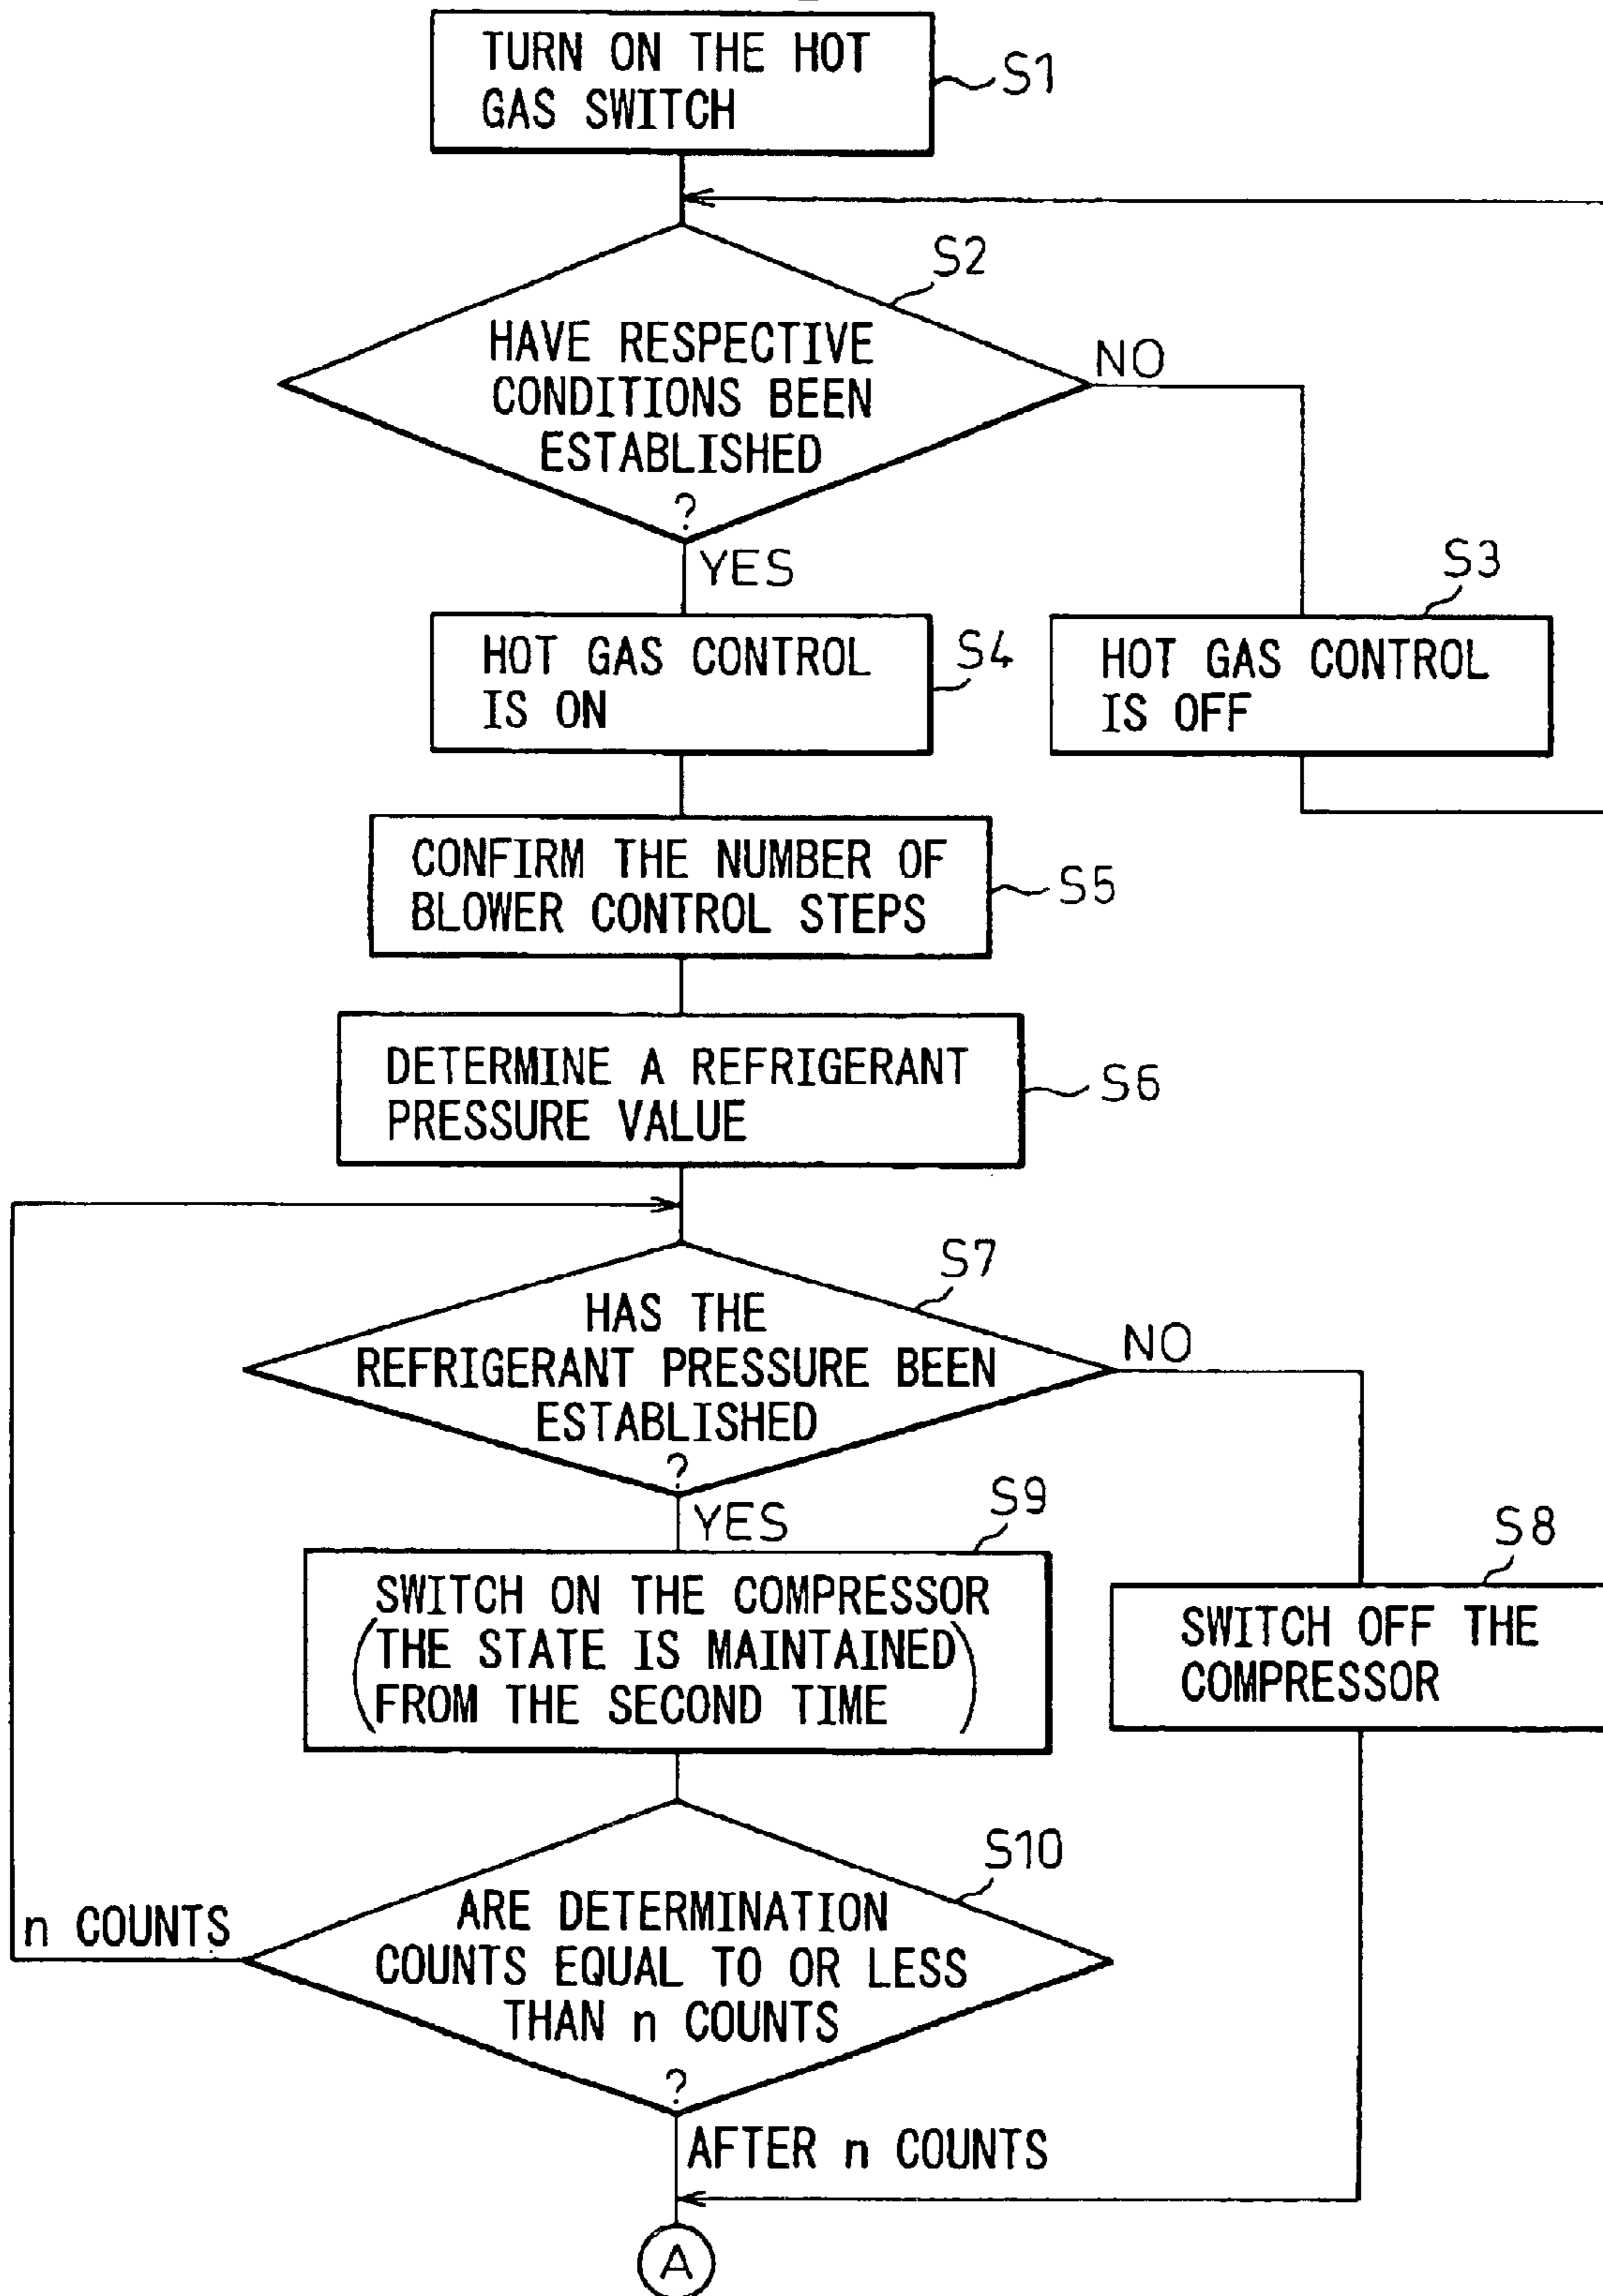 TURN ON THE HOT
GAS SWITCH
S1
S2
HAVE RESPECTIVE
CONDITIONS BEEN
ESTABLISHED
?
NO
YES
S3
HOT GAS CONTROL
IS ON
S4
HOT GAS CONTROL
IS OFF
CONFIRM THE NUMBER OF
BLOWER CONTROL STEPS
S5
DETERMINE A REFRIGERANT
PRESSURE VALUE
S6
S7
HAS THE
REFRIGERANT PRESSURE BEEN
ESTABLISHED
?
NO
YES
S9
S8
SWITCH ON THE COMPRESSOR
(THE STATE IS MAINTAINED
FROM THE SECOND TIME)
SWITCH OFF THE
COMPRESSOR
S10
n COUNTS
ARE DETERMINATION
COUNTS EQUAL TO OR LESS
THAN n COUNTS
?
AFTER n COUNTS
A